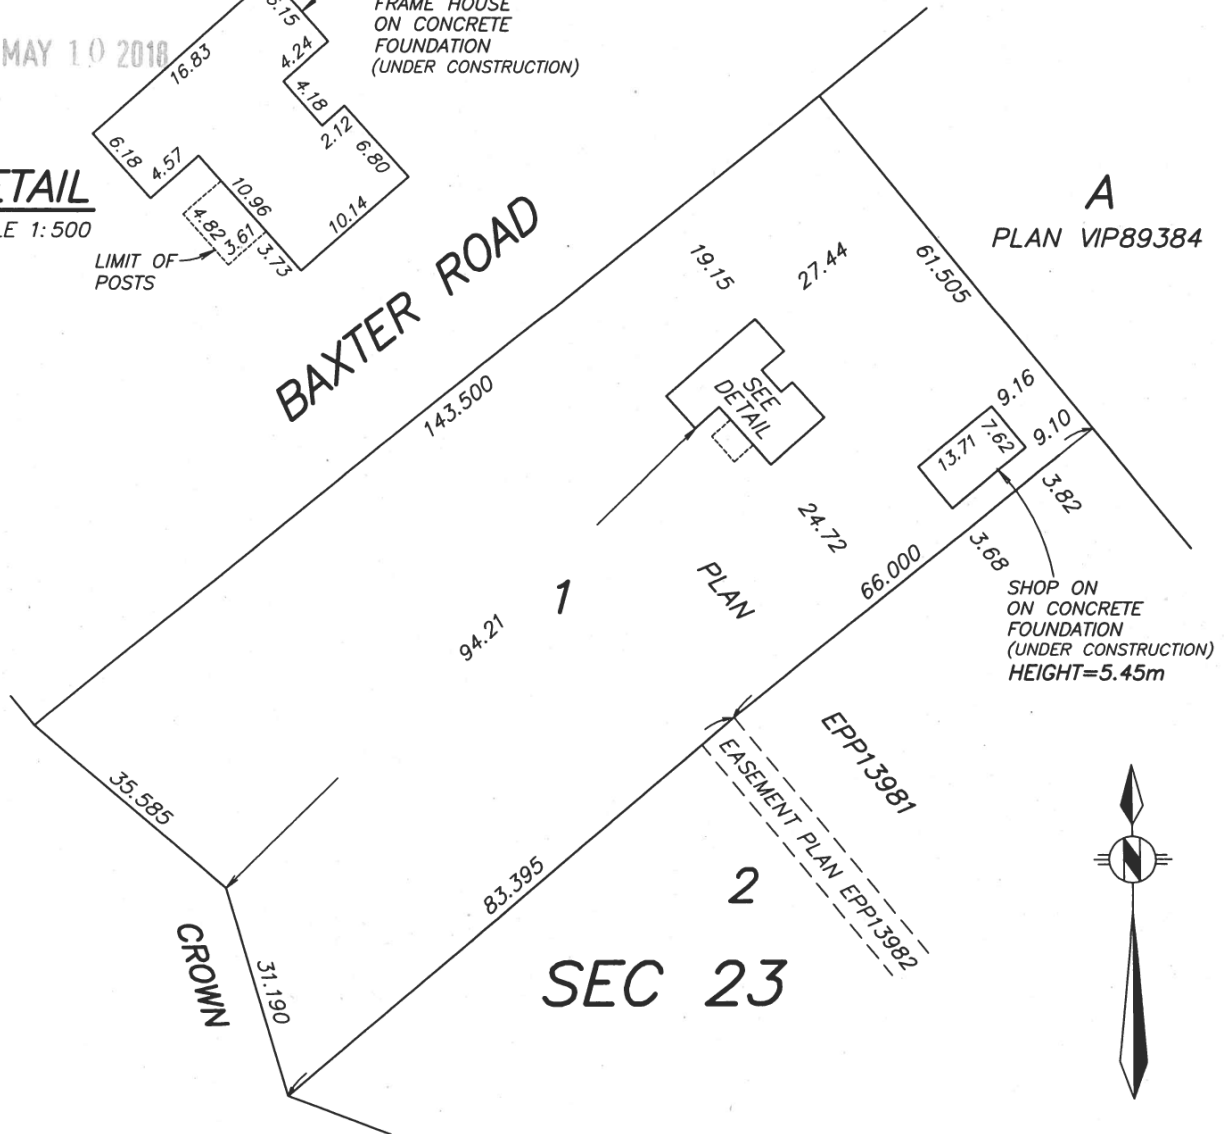 FRAME HOUSE
ON CONCRETE
FOUNDATION
(UNDER CONSTRUCTION)
MAY 10 2018
16.83
4.24
4.18
2.12
6.80
6.18
4.57
10.96
10.14
4.82
3.61
3.73
ETAIL
LE 1:500
LIMIT OF
POSTS
BAXTER ROAD
A
PLAN VIP89384
19.15
27.44
61.505
143.500
SEE
DETAIL
9.16
9.10
13.71
7.62
3.82
24.72
3.68
66.000
SHOP ON
ON CONCRETE
FOUNDATION
(UNDER CONSTRUCTION)
HEIGHT=5.45m
1
PLAN
94.21
EPP13981
EASEMENT PLAN EPP13982
35.585
83.395
2
CROWN
31.190
SEC 23